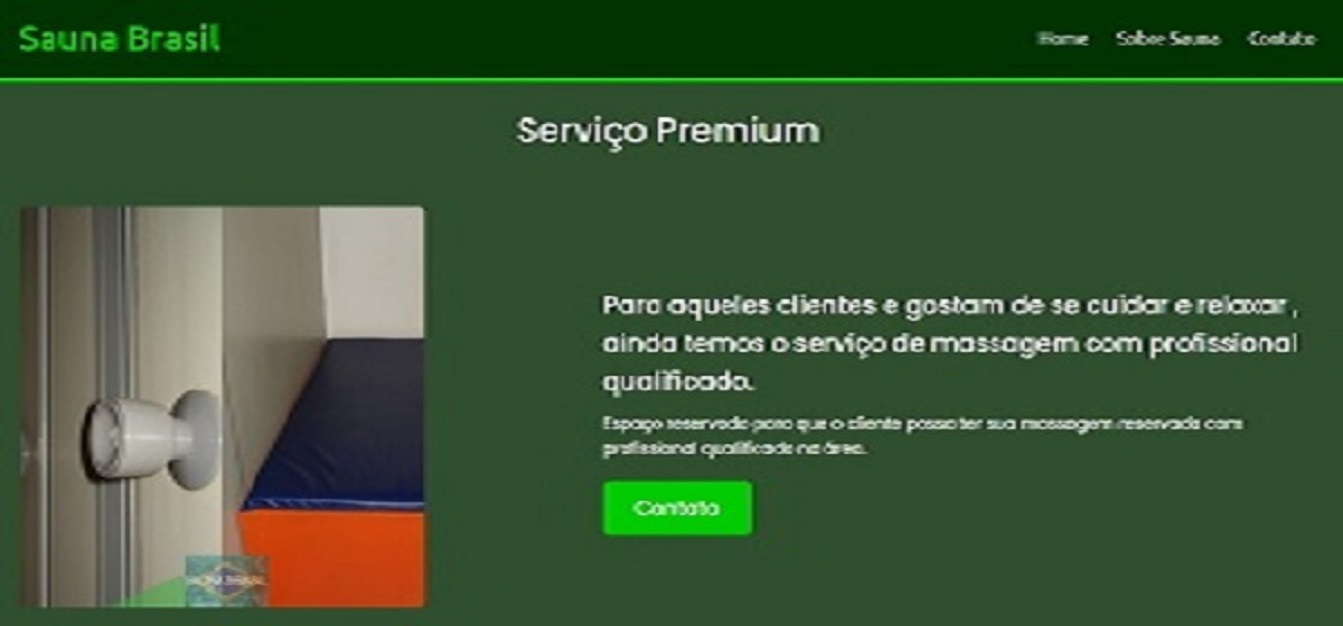 Sauna Brasil
Home Sobre Sauna Contato
Serviço Premium
Para aqueles clientes e gostam de se cuidar e relaxar,
ainda temos o serviço de massagem com profissional
qualificado.
Espaço reservado para que o cliente possa ter sua massagem reservada com
profissional qualificado na área.
Contato
SAUNA BRASIL